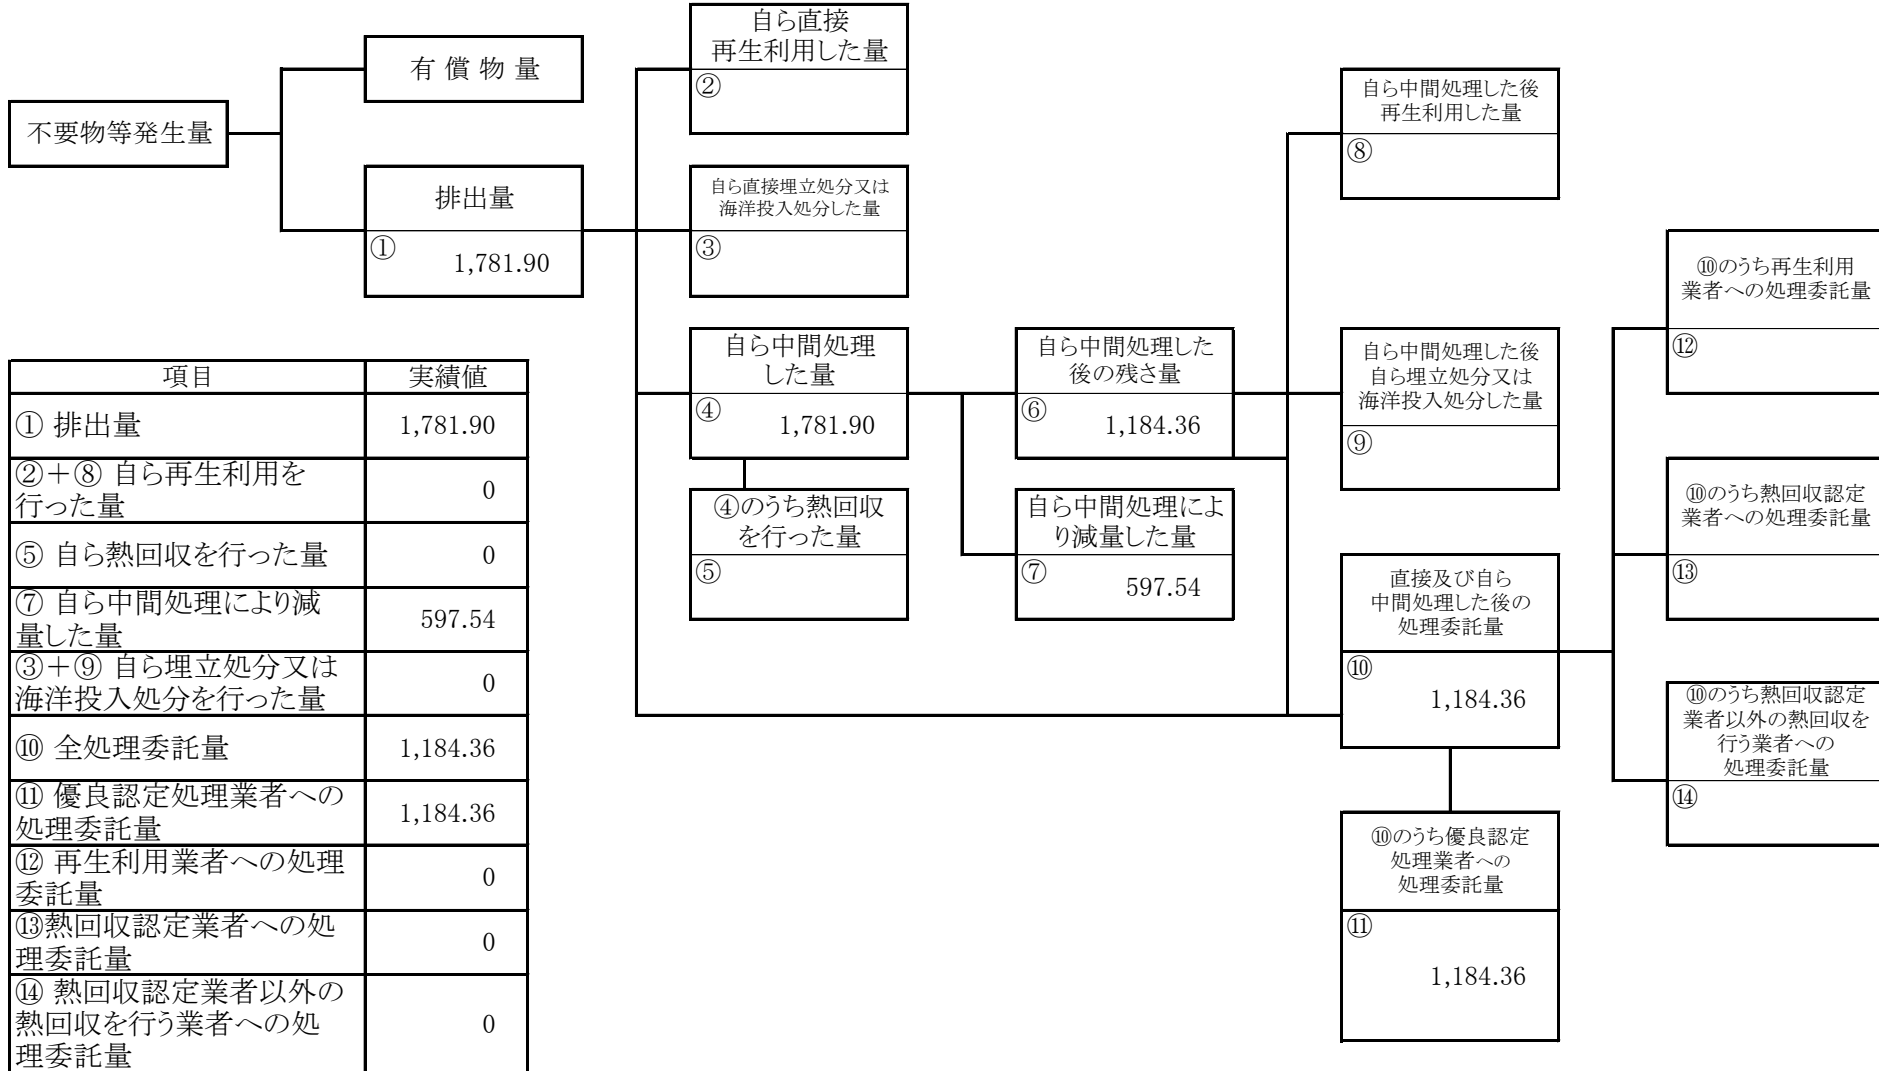 不要物等発生量
有 償 物 量
排出量
①
1,781.90
自ら直接
再生利用した量
②
自ら直接埋立処分又は
海洋投入処分した量
③
自ら中間処理
した量
④
1,781.90
④のうち熱回収
を行った量
⑤
自ら中間処理した
後の残さ量
⑥
1,184.36
自ら中間処理によ
り減量した量
⑦
597.54
自ら中間処理した後
再生利用した量
⑧
自ら中間処理した後
自ら埋立処分又は
海洋投入処分した量
⑨
直接及び自ら
中間処理した後の
処理委託量
⑩
1,184.36
⑩のうち優良認定
処理業者への
処理委託量
⑪
1,184.36
⑩のうち再生利用
業者への処理委託量
⑫
⑩のうち熱回収認定
業者への処理委託量
⑬
⑩のうち熱回収認定
業者以外の熱回収を
行う業者への
処理委託量
⑭
項目 実績値
① 排出量 1,781.90
②＋⑧ 自ら再生利用を
行った量 0
⑤ 自ら熱回収を行った量 0
⑦ 自ら中間処理により減
量した量 597.54
③＋⑨ 自ら埋立処分又は
海洋投入処分を行った量 0
⑩ 全処理委託量 1,184.36
⑪ 優良認定処理業者への
処理委託量 1,184.36
⑫ 再生利用業者への処理
委託量 0
⑬熱回収認定業者への処
理委託量 0
⑭ 熱回収認定業者以外の
熱回収を行う業者への処
理委託量 0